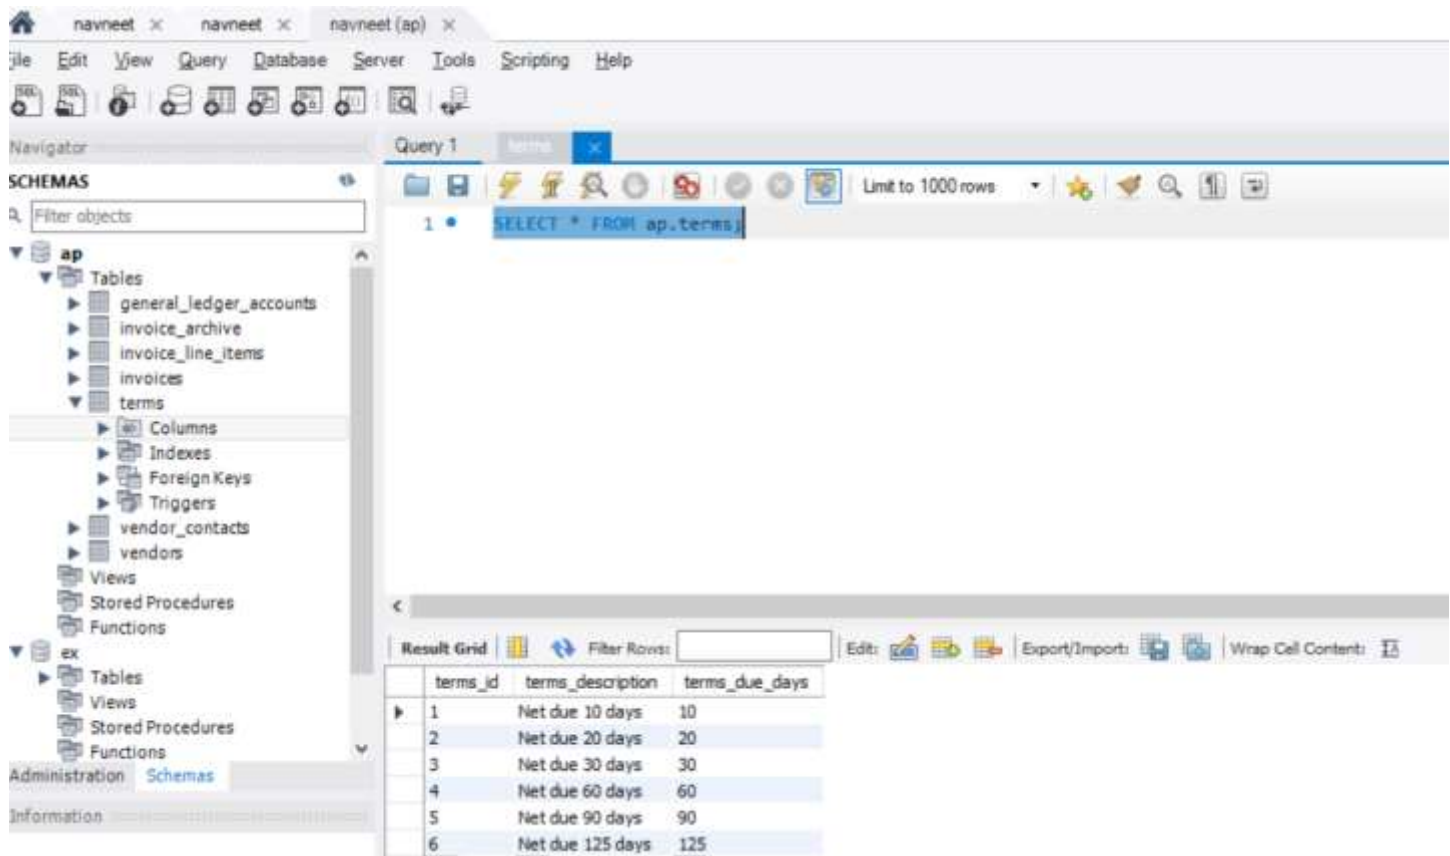 navneet × navneet × navneet (ap) ×
File Edit View Query Database Server Tools Scripting Help
Navigator
SCHEMAS
Filter objects
ap
Tables
general_ledger_accounts
invoice_archive
invoice_line_items
invoices
terms
Columns
Indexes
Foreign Keys
Triggers
vendor_contacts
vendors
Views
Stored Procedures
Functions
ex
Tables
Views
Stored Procedures
Functions
Administration Schemas
Information
Query 1 terms ×
Limit to 1000 rows
1 SELECT * FROM ap.terms;
Result Grid Filter Rows: Edit: Export/Import: Wrap Cell Content:
terms_id terms_description terms_due_days
1 Net due 10 days 10
2 Net due 20 days 20
3 Net due 30 days 30
4 Net due 60 days 60
5 Net due 90 days 90
6 Net due 125 days 125